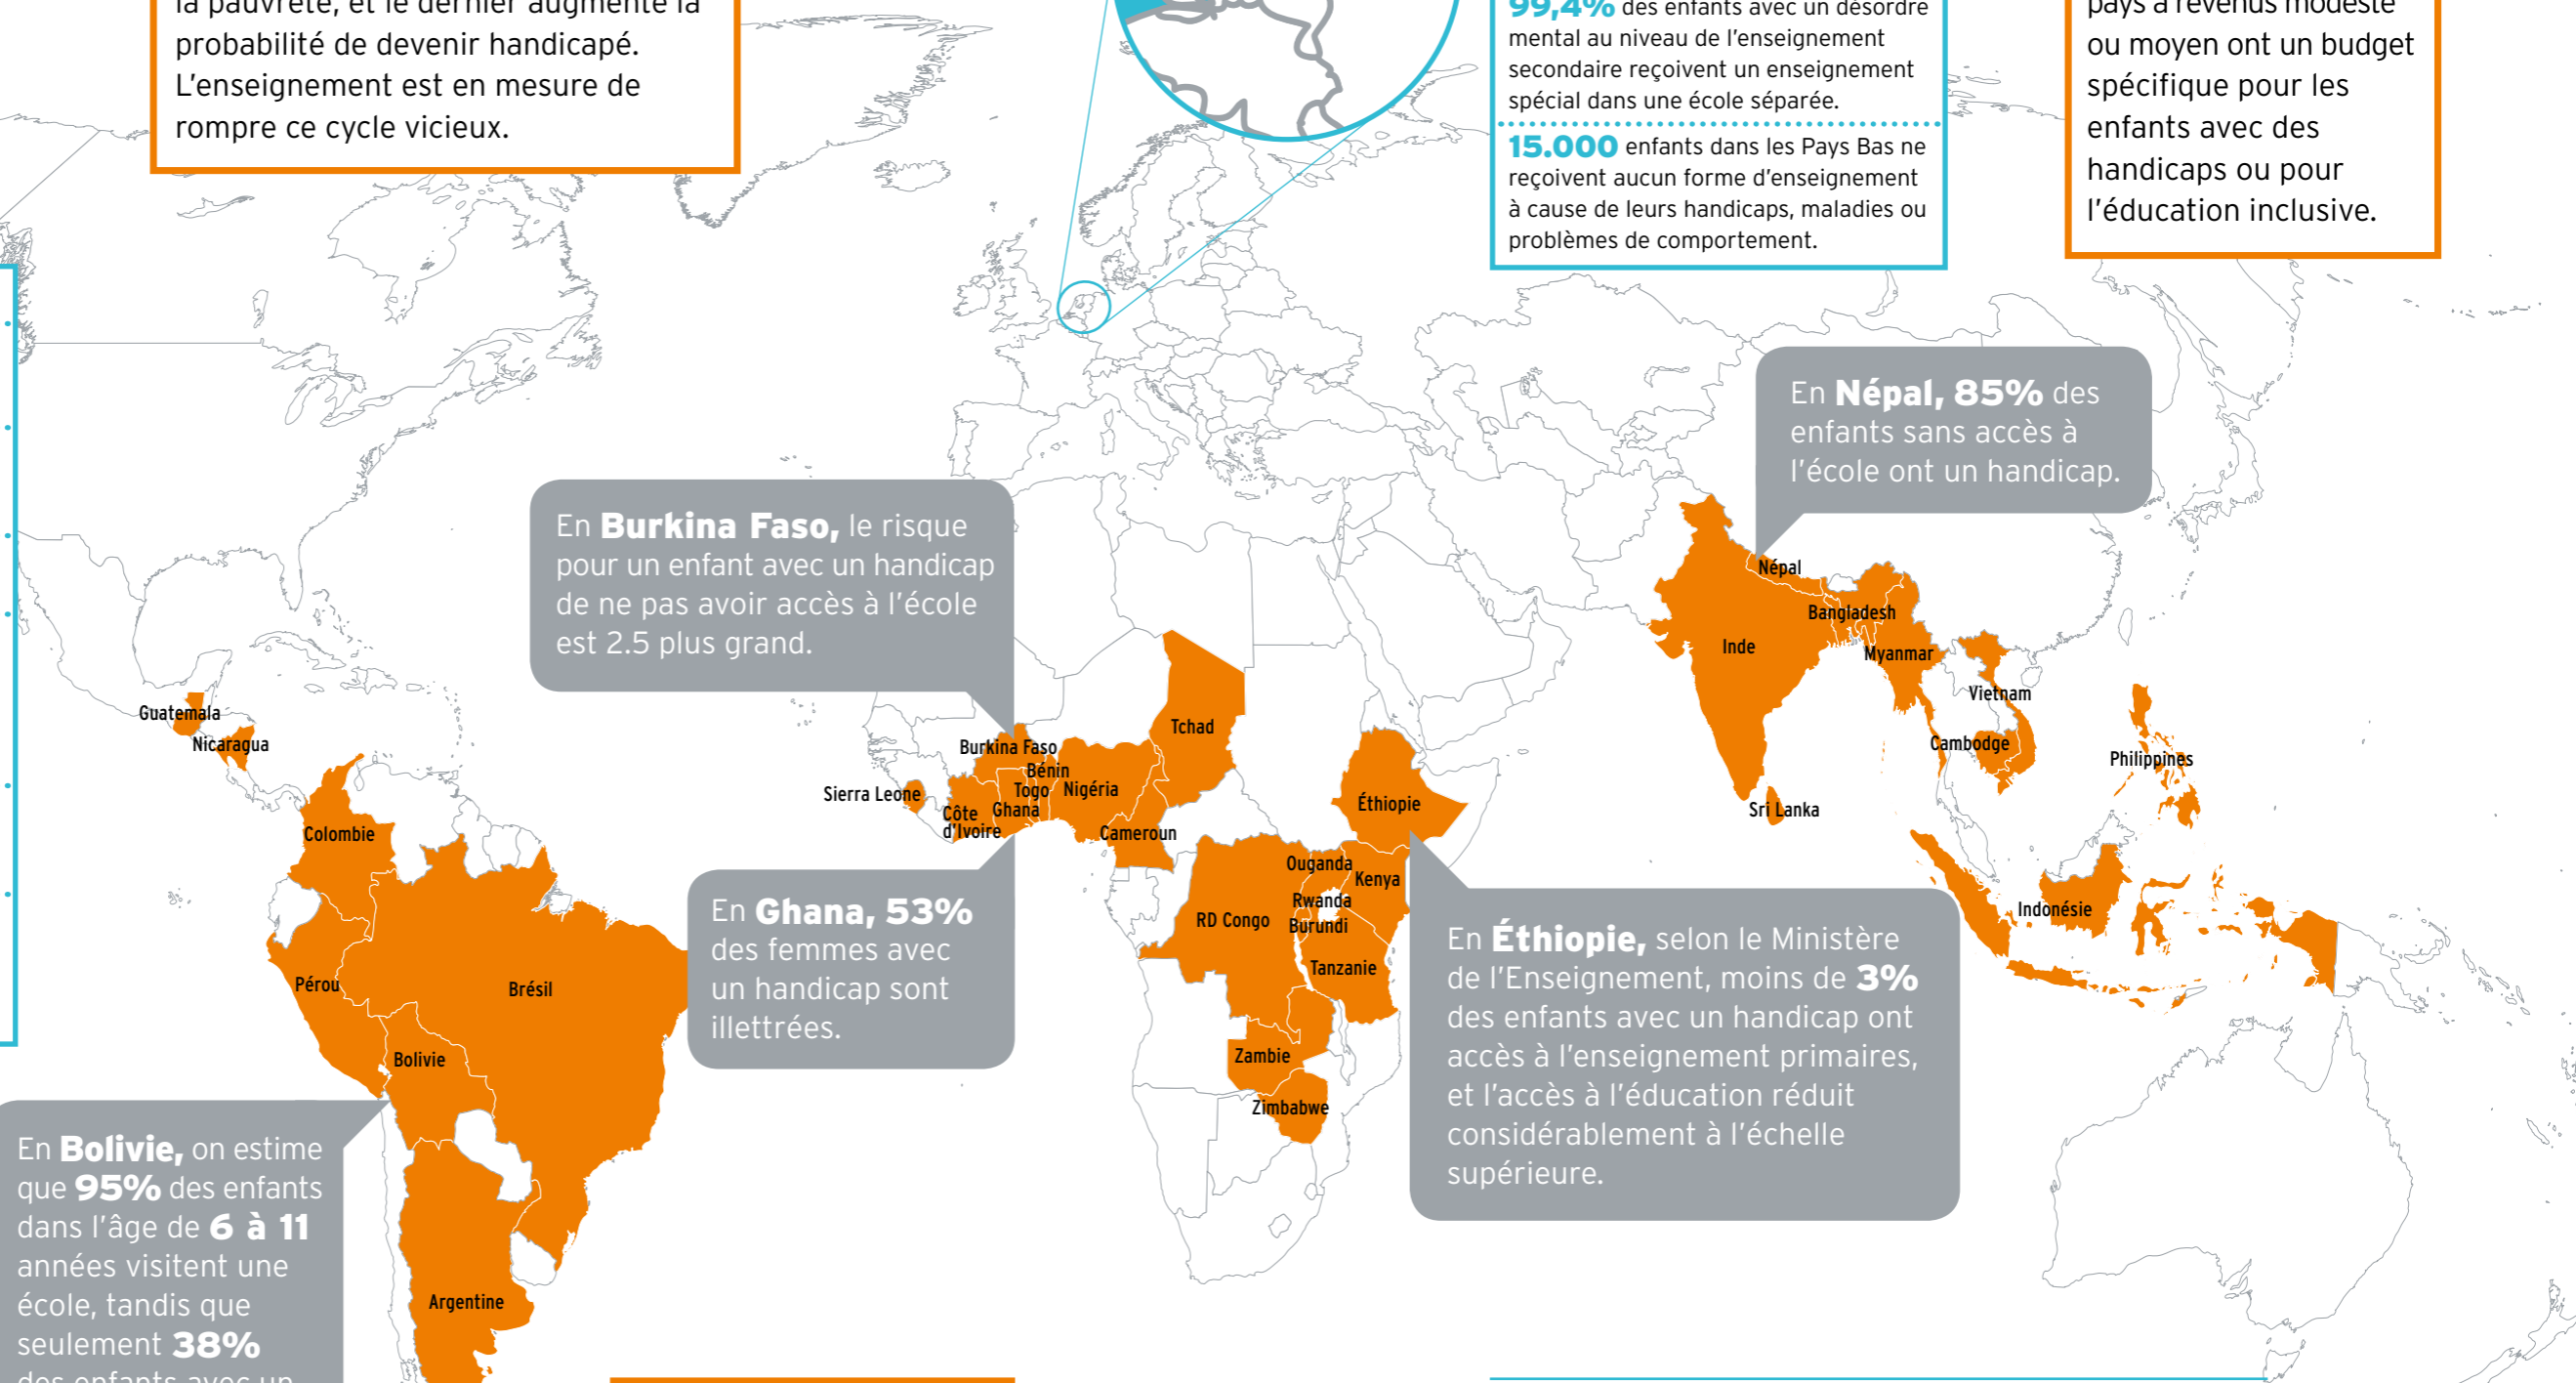 la pauvreté, et le dernier augmente la
probabilité de devenir handicapé.
L'enseignement est en mesure de
rompre ce cycle vicieux.
99,4% des enfants avec un désordre
mental au niveau de l'enseignement
secondaire reçoivent un enseignement
spécial dans une école séparée.
15.000 enfants dans les Pays Bas ne
reçoivent aucun forme d'enseignement
à cause de leurs handicaps, maladies ou
problèmes de comportement.
pays à revenus modeste
ou moyen ont un budget
spécifique pour les
enfants avec des
handicaps ou pour
l'éducation inclusive.
En Népal, 85% des
enfants sans accès à
l'école ont un handicap.
En Burkina Faso, le risque
pour un enfant avec un handicap
de ne pas avoir accès à l'école
est 2.5 plus grand.
Népal
Bangladesh
Inde
Myanmar
Vietnam
Cambodge
Philippines
Sri Lanka
Indonésie
Guatemala
Nicaragua
Colombie
Pérou
Brésil
Bolivie
Argentine
Tchad
Burkina Faso
Bénin
Togo
Nigéria
Sierra Leone
Côte
d'Ivoire
Ghana
Cameroun
Éthiopie
Ouganda
Kenya
Rwanda
RD Congo
Burundi
Tanzanie
Zambie
Zimbabwe
En Ghana, 53%
des femmes avec
un handicap sont
illettrées.
En Éthiopie, selon le Ministère
de l'Enseignement, moins de 3%
des enfants avec un handicap ont
accès à l'enseignement primaires,
et l'accès à l'éducation réduit
considérablement à l'échelle
supérieure.
En Bolivie, on estime
que 95% des enfants
dans l'âge de 6 à 11
années visitent une
école, tandis que
seulement 38%
des enfants avec un